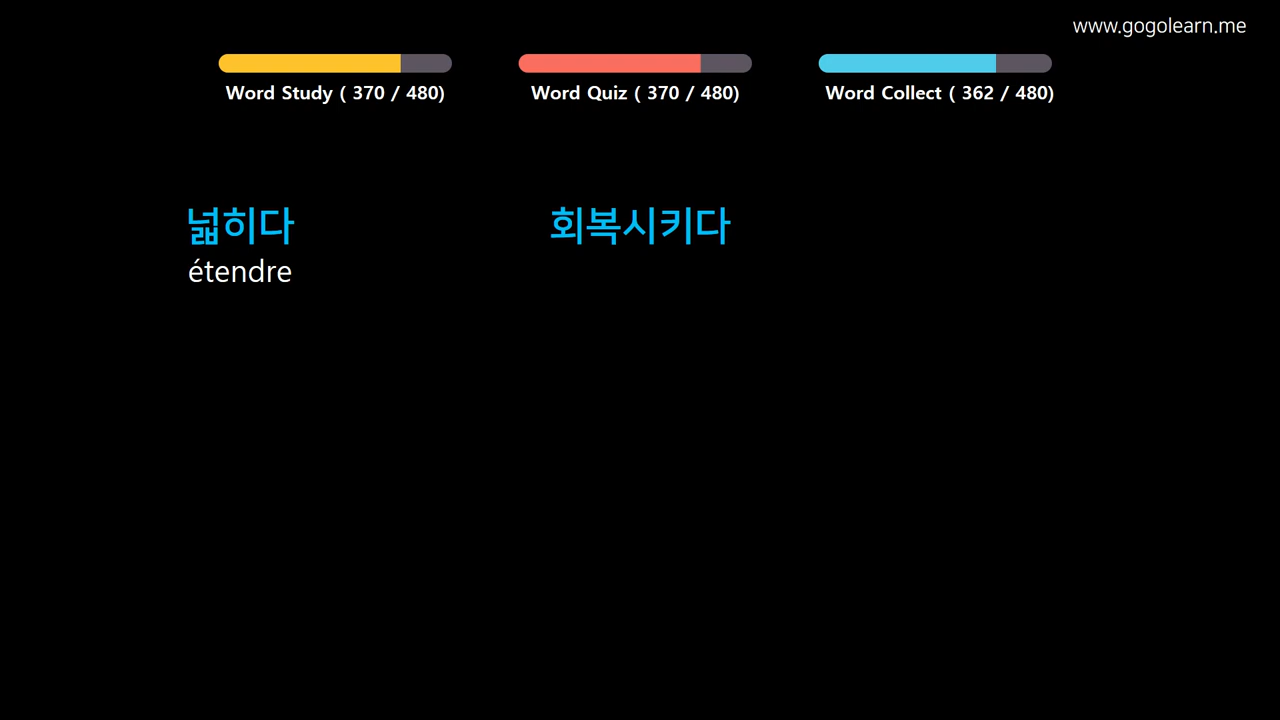 www.gogolearn.me
Word Study ( 370 / 480)
Word Quiz ( 370 / 480)
Word Collect ( 362 / 480)
넓히다
étendre
회복시키다